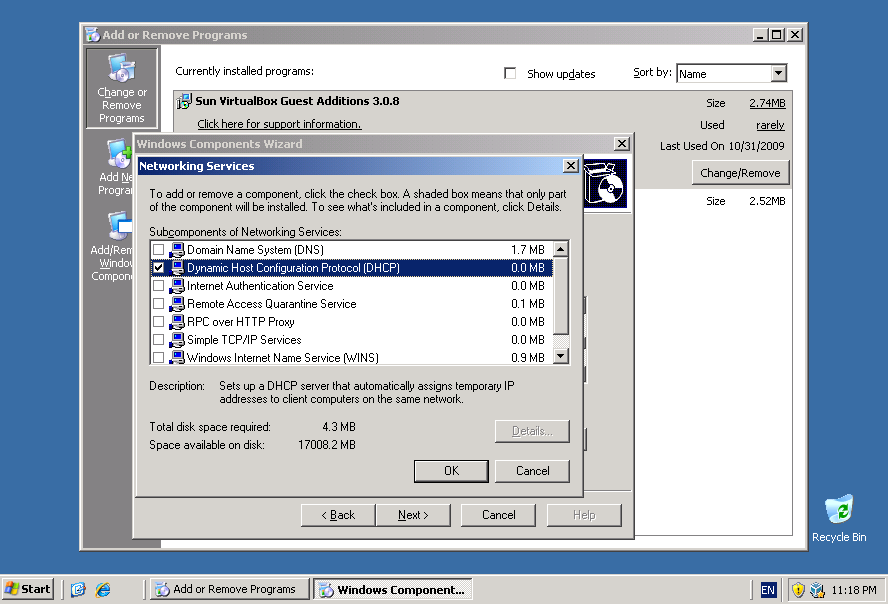 Add or Remove Programs
Change or
Remove
Programs
Currently installed programs:
Show updates
Sort by:
Name
Sun VirtualBox Guest Additions 3.0.8
Click here for support information.
Size 2.74MB
Used rarely
Last Used On 10/31/2009
Change/Remove
Size 2.52MB
Add Ne
Progra
Add/Rem
Windo
Compon
Windows Components Wizard
Networking Services
To add or remove a component, click the check box. A shaded box means that only part
of the component will be installed. To see what's included in a component, click Details.
Subcomponents of Networking Services:
Domain Name System (DNS) 1.7 MB
Dynamic Host Configuration Protocol (DHCP) 0.0 MB
Internet Authentication Service 0.0 MB
Remote Access Quarantine Service 0.1 MB
RPC over HTTP Proxy 0.0 MB
Simple TCP/IP Services 0.0 MB
Windows Internet Name Service (WINS) 0.9 MB
Description: Sets up a DHCP server that automatically assigns temporary IP
addresses to client computers on the same network.
Total disk space required: 4.3 MB
Space available on disk: 17008.2 MB
Details...
OK Cancel
< Back Next > Cancel Help
Recycle Bin
Start Add or Remove Programs Windows Component... EN 11:18 PM